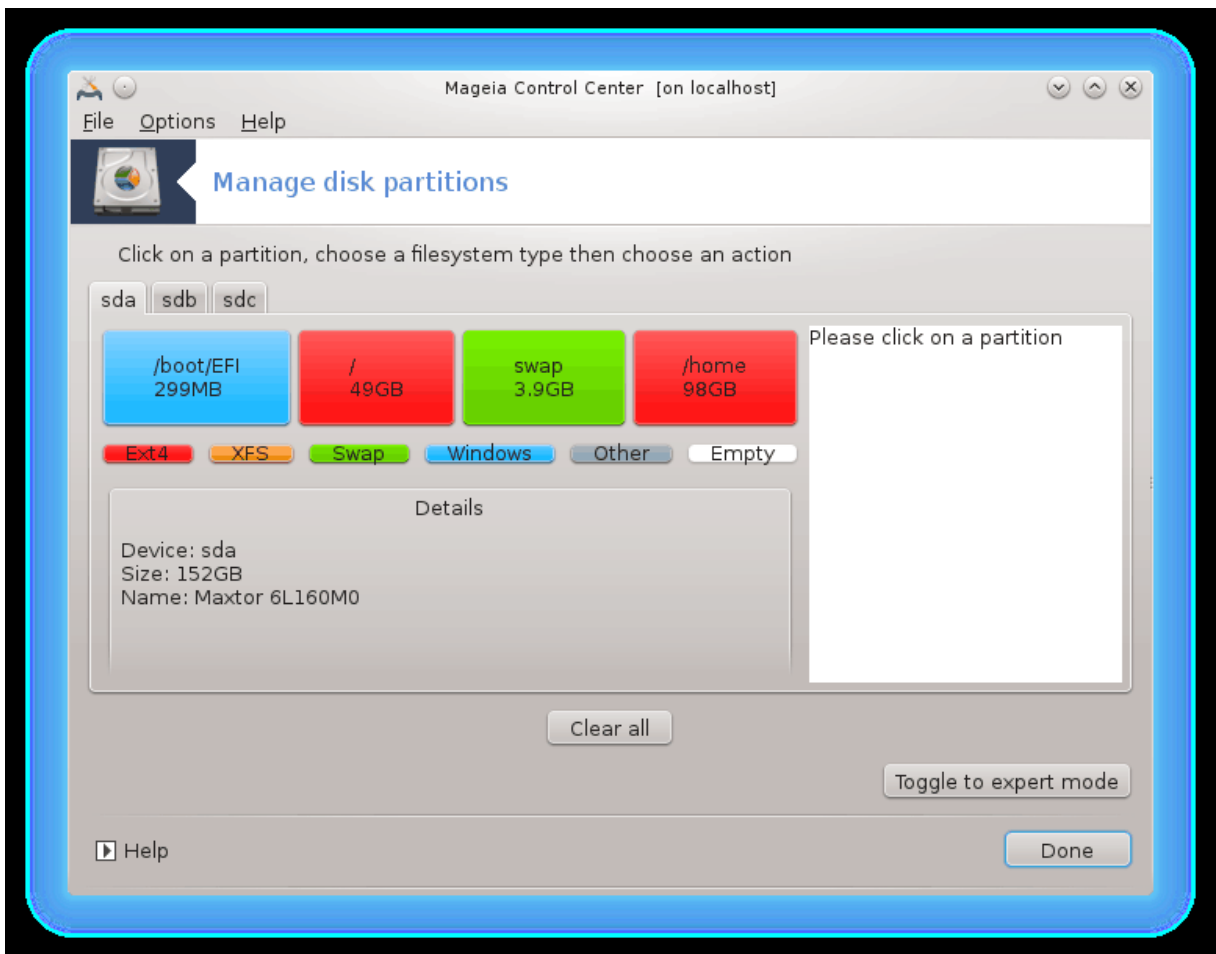 Mageia Control Center [on localhost]
File Options Help
Manage disk partitions
Click on a partition, choose a filesystem type then choose an action
sda sdb sdc
/boot/EFI
299MB
/
49GB
swap
3.9GB
/home
98GB
Please click on a partition
Ext4 XFS Swap Windows Other Empty
Details
Device: sda
Size: 152GB
Name: Maxtor 6L160M0
Clear all
Toggle to expert mode
Help
Done